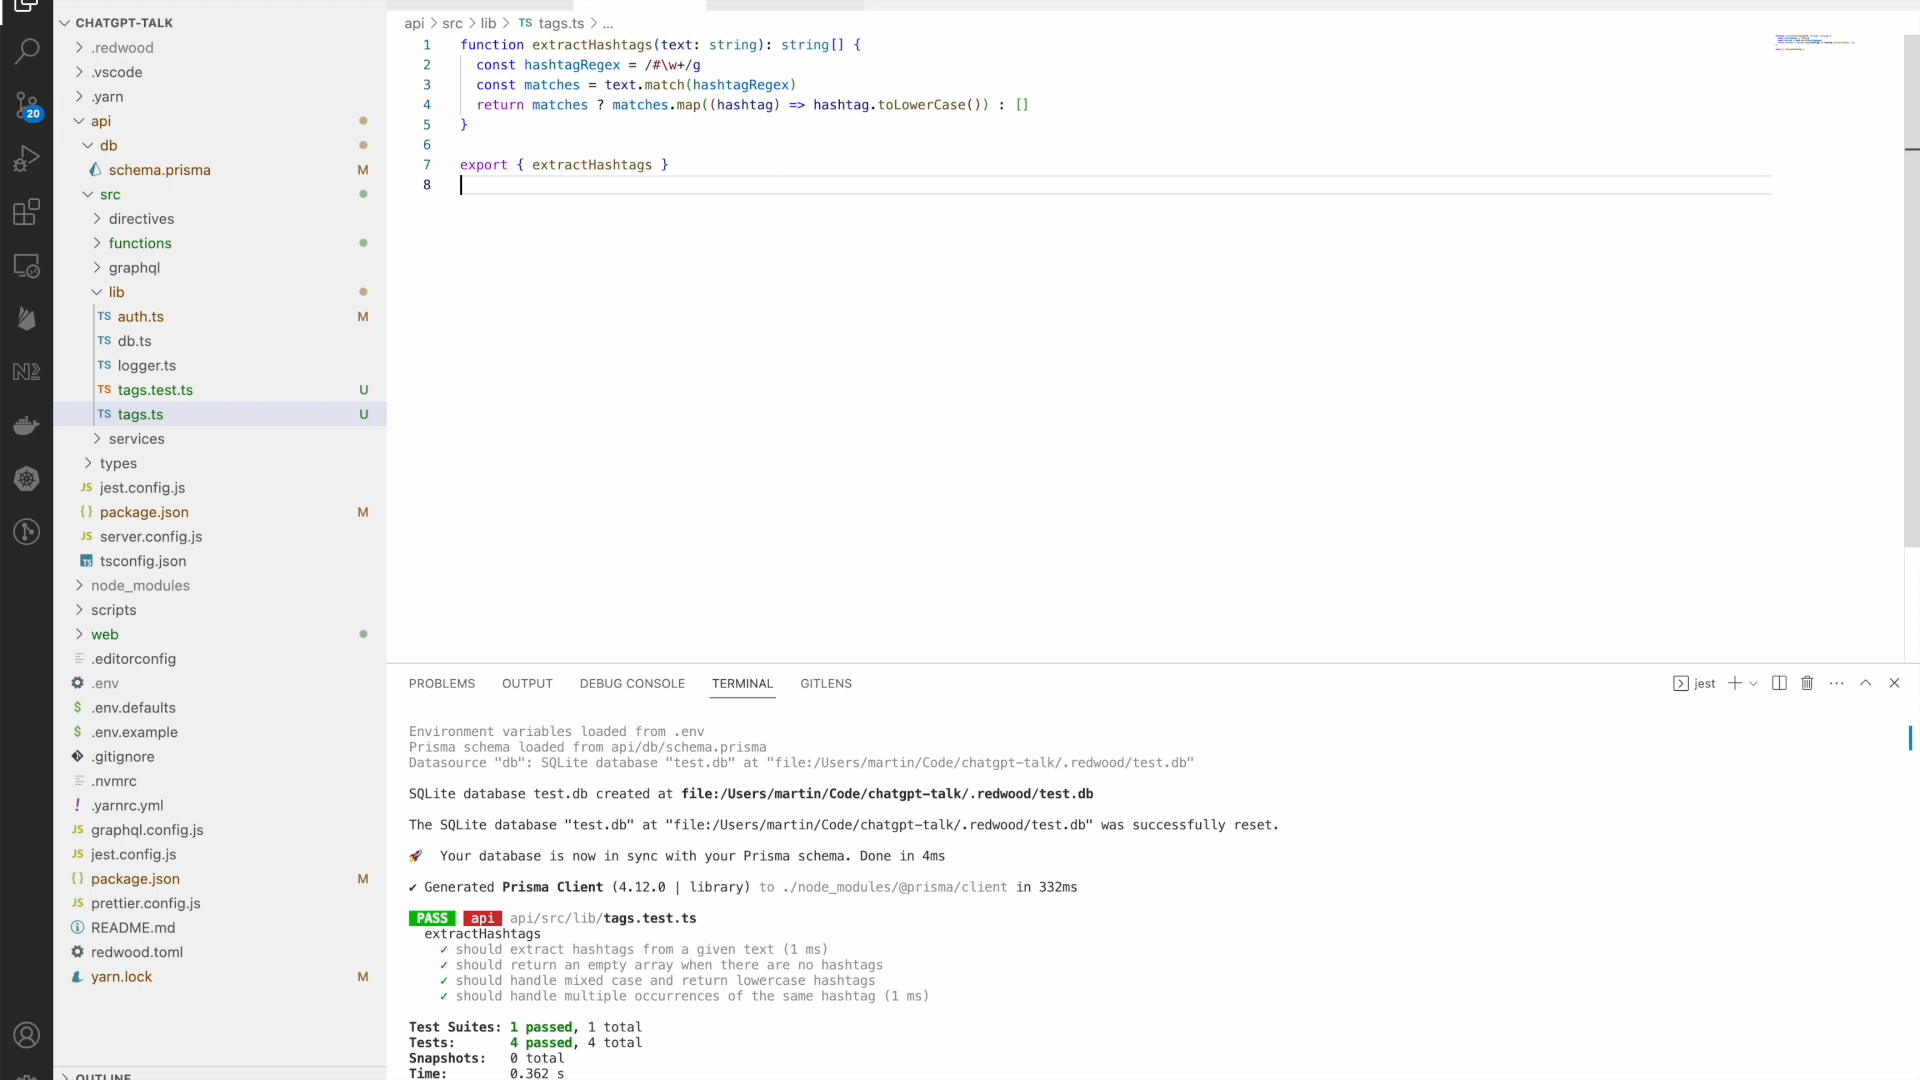 CHATGPT-TALK
.redwood
.vscode
.yarn
api
db
schema.prisma M
src
directives
functions
graphql
lib
TS auth.ts M
TS db.ts
TS logger.ts
TS tags.test.ts U
TS tags.ts U
services
types
JS jest.config.js
{} package.json M
JS server.config.js
TS tsconfig.json
node_modules
scripts
web
.editorconfig
.env
$ .env.defaults
$ .env.example
.gitignore
.nvmrc
! .yarnrc.yml
JS graphql.config.js
JS jest.config.js
{} package.json M
JS prettier.config.js
README.md
redwood.toml
yarn.lock M
OUTLINE
20
api > src > lib > TS tags.ts > ...
1 function extractHashtags(text: string): string[] {
2 const hashtagRegex = /#\w+/g
3 const matches = text.match(hashtagRegex)
4 return matches ? matches.map((hashtag) => hashtag.toLowerCase()) : []
5 }
6
7 export { extractHashtags }
8
PROBLEMS OUTPUT DEBUG CONSOLE TERMINAL GITLENS jest
Environment variables loaded from .env
Prisma schema loaded from api/db/schema.prisma
Datasource "db": SQLite database "test.db" at "file:/Users/martin/Code/chatgpt-talk/.redwood/test.db"
SQLite database test.db created at file:/Users/martin/Code/chatgpt-talk/.redwood/test.db
The SQLite database "test.db" at "file:/Users/martin/Code/chatgpt-talk/.redwood/test.db" was successfully reset.
🚀 Your database is now in sync with your Prisma schema. Done in 4ms
✔ Generated Prisma Client (4.12.0 | library) to ./node_modules/@prisma/client in 332ms
PASS api api/src/lib/tags.test.ts
extractHashtags
✓ should extract hashtags from a given text (1 ms)
✓ should return an empty array when there are no hashtags
✓ should handle mixed case and return lowercase hashtags
✓ should handle multiple occurrences of the same hashtag (1 ms)
Test Suites: 1 passed, 1 total
Tests: 4 passed, 4 total
Snapshots: 0 total
Time: 0.362 s